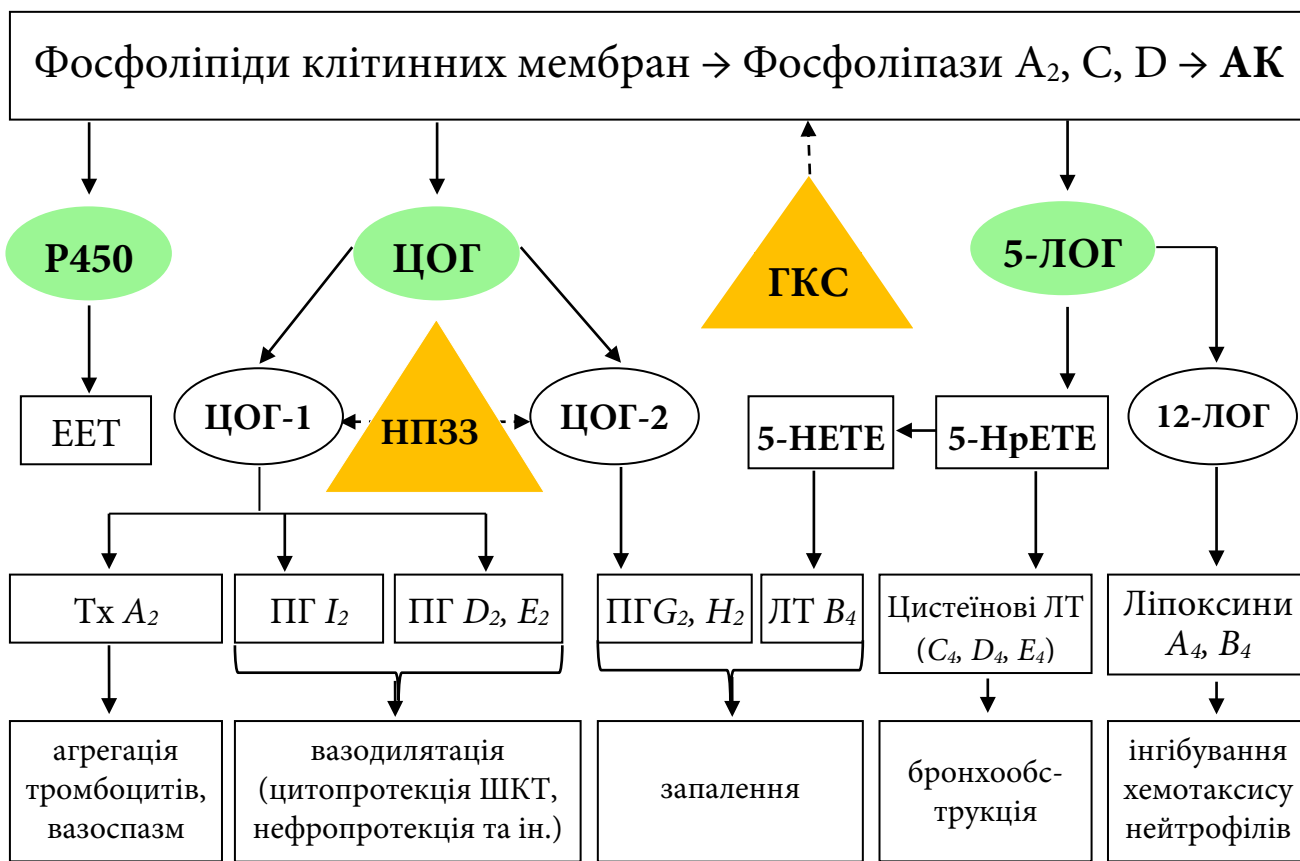 Фосфоліпіди клітинних мембран → Фосфоліпази A₂, C, D → АК
Р450
ЦОГ
ГКС
5-ЛОГ
ЕЕТ
ЦОГ-1
НПЗЗ
ЦОГ-2
5-НЕТЕ
5-НрЕТЕ
12-ЛОГ
Тх A₂
ПГ I₂
ПГ D₂, E₂
ПГG₂, H₂
ЛТ B₄
Цистеїнові ЛТ
(C₄, D₄, E₄)
Ліпоксини
A₄, B₄
агрегація
тромбоцитів,
вазоспазм
вазодилятація
(цитопротекція ШКТ,
нефропротекція та ін.)
запалення
бронхообс-
трукція
інгібування
хемотаксису
нейтрофілів